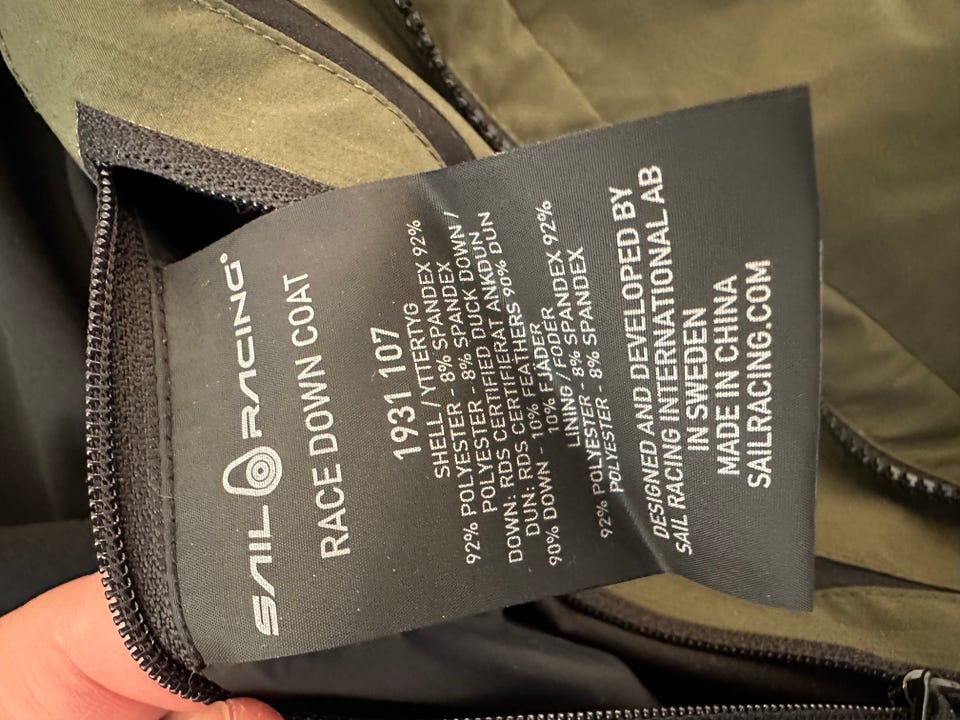 SAIL RACING
RACE DOWN COAT
1931 107
SHELL / YTTERTYG
92% POLYESTER - 8% SPANDEX 92%
POLYESTER - 8% SPANDEX
DOWN: RDS CERTIFIED DUCK DOWN /
DUN: RDS CERTIFIERAT ANKDUN
90% DOWN - 10% FEATHERS 90% DUN
10% FJÄDER
LINING / FODER
92% POLYESTER - 8% SPANDEX 92%
POLYESTER - 8% SPANDEX
DESIGNED AND DEVELOPED BY
SAIL RACING INTERNATIONAL AB
IN SWEDEN
MADE IN CHINA
SAILRACING.COM